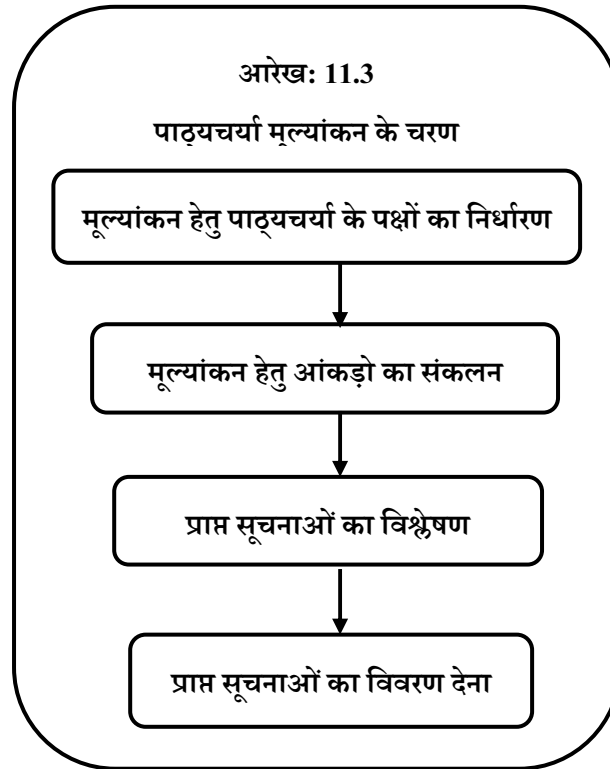 आरेख: 11.3
पाठ्यचर्या मूल्यांकन के चरण
मूल्यांकन हेतु पाठ्यचर्या के पक्षों का निर्धारण
मूल्यांकन हेतु आंकड़ो का संकलन
प्राप्त सूचनाओं का विश्लेषण
प्राप्त सूचनाओं का विवरण देना